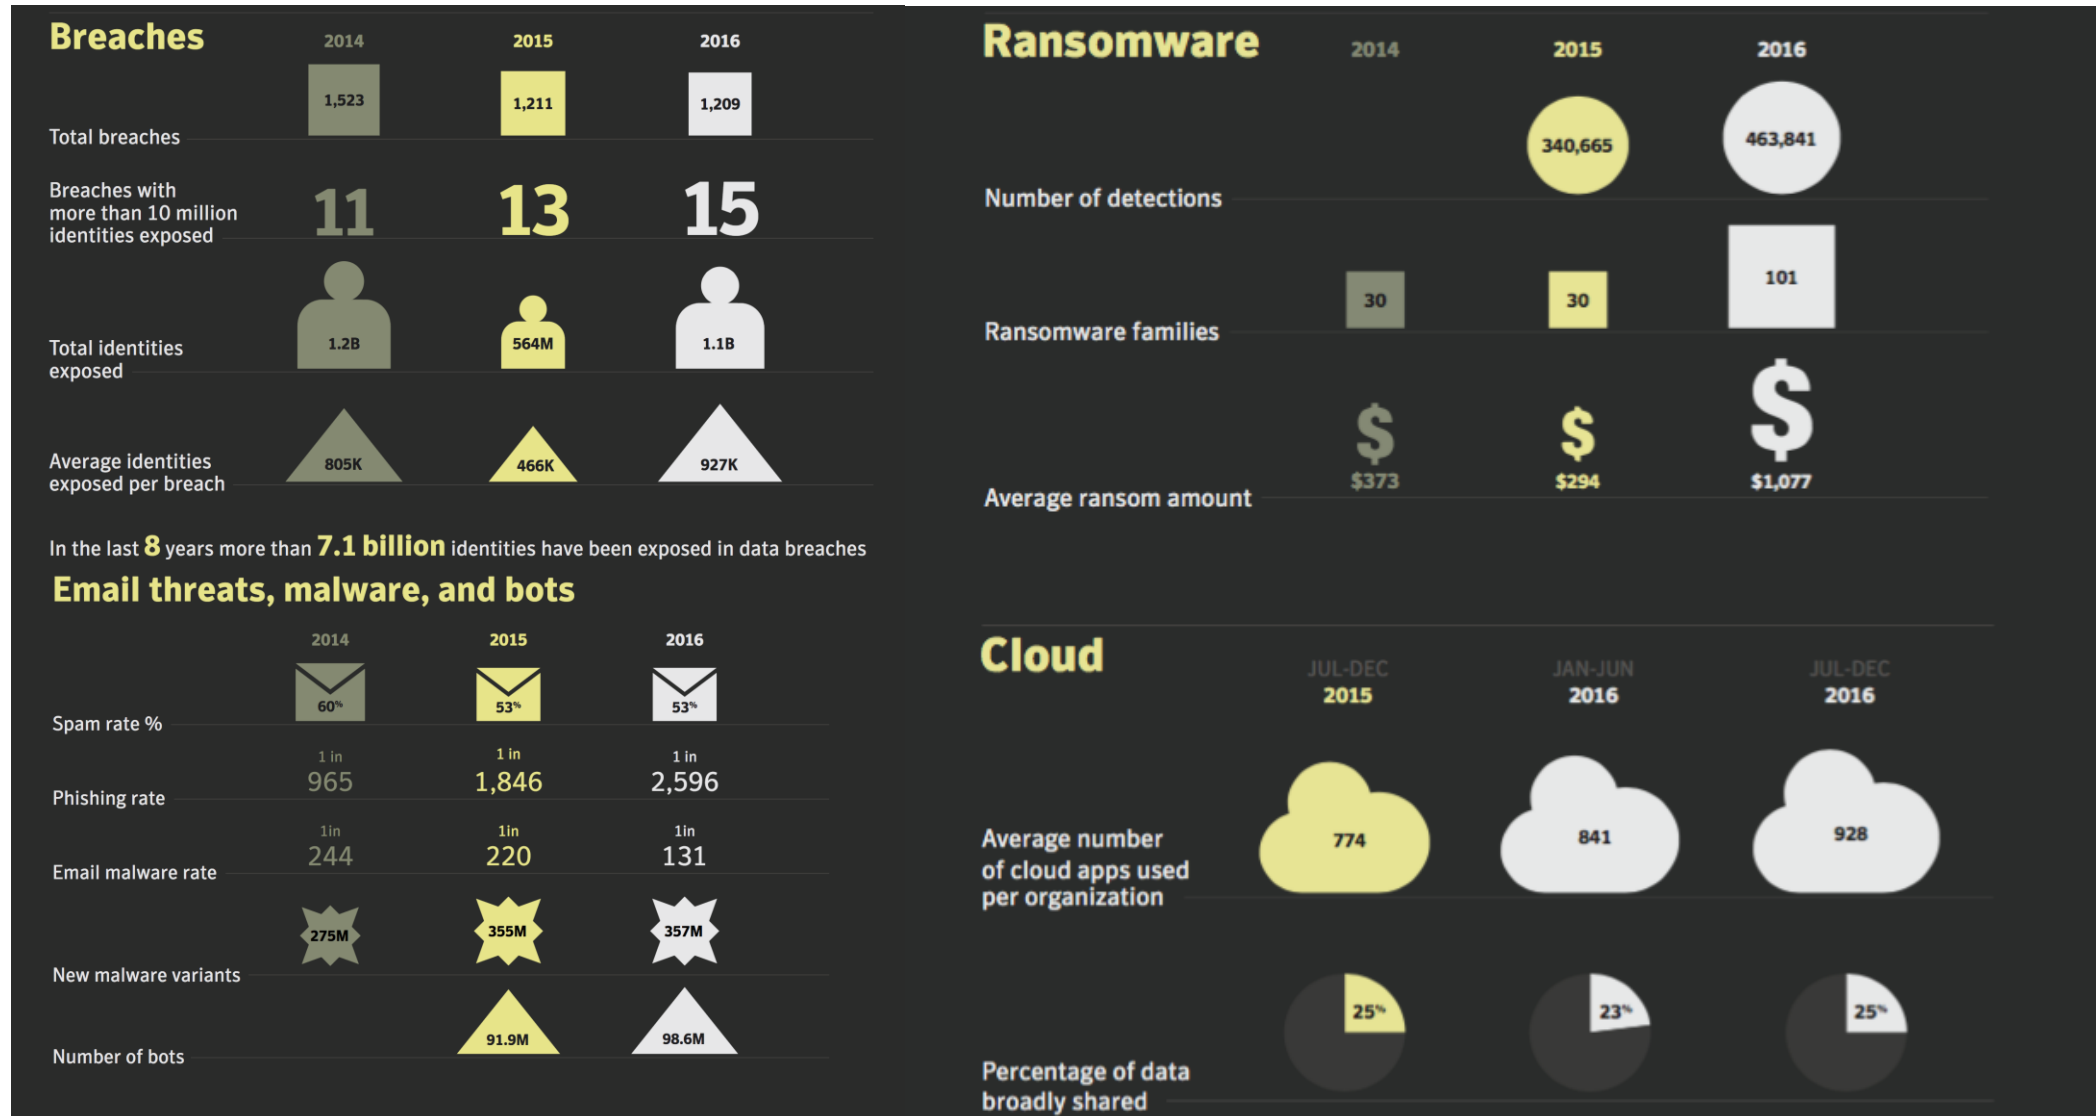 Breaches
2014 2015 2016
1,523 1,211 1,209
Total breaches
Breaches with
more than 10 million
identities exposed
11 13 15
1.2B 564M 1.1B
Total identities
exposed
805K 466K 927K
Average identities
exposed per breach
In the last 8 years more than 7.1 billion identities have been exposed in data breaches
Email threats, malware, and bots
2014 2015 2016
60% 53% 53%
Spam rate %
1 in 1 in 1 in
965 1,846 2,596
Phishing rate
1in 1in 1in
244 220 131
Email malware rate
275M 355M 357M
New malware variants
91.9M 98.6M
Number of bots
Ransomware
2014 2015 2016
340,665 463,841
Number of detections
30 30 101
Ransomware families
$ $ $
$373 $294 $1,077
Average ransom amount
Cloud
JUL-DEC JAN-JUN JUL-DEC
2015 2016 2016
774 841 928
Average number
of cloud apps used
per organization
25% 23% 25%
Percentage of data
broadly shared